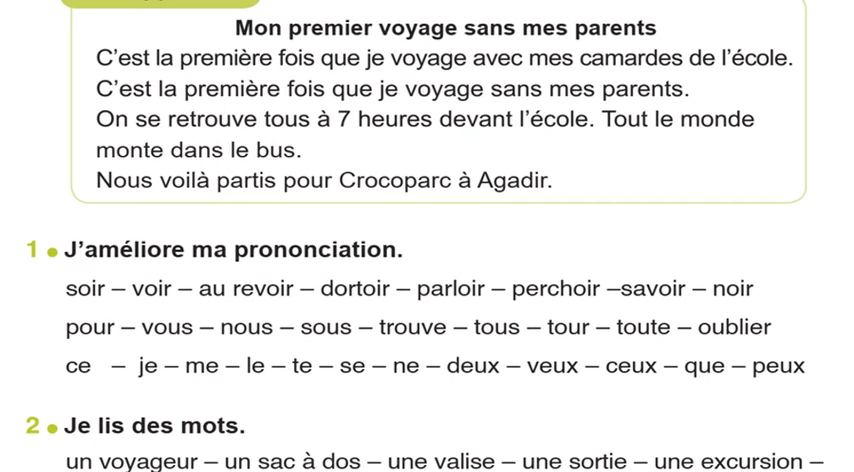 Mon premier voyage sans mes parents
C'est la première fois que je voyage avec mes camardes de l'école.
C'est la première fois que je voyage sans mes parents.
On se retrouve tous à 7 heures devant l'école. Tout le monde
monte dans le bus.
Nous voilà partis pour Crocoparc à Agadir.
1 • J'améliore ma prononciation.
soir – voir – au revoir – dortoir – parloir – perchoir –savoir – noir
pour – vous – nous – sous – trouve – tous – tour – toute – oublier
ce – je – me – le – te – se – ne – deux – veux – ceux – que – peux
2 • Je lis des mots.
un voyageur – un sac à dos – une valise – une sortie – une excursion –